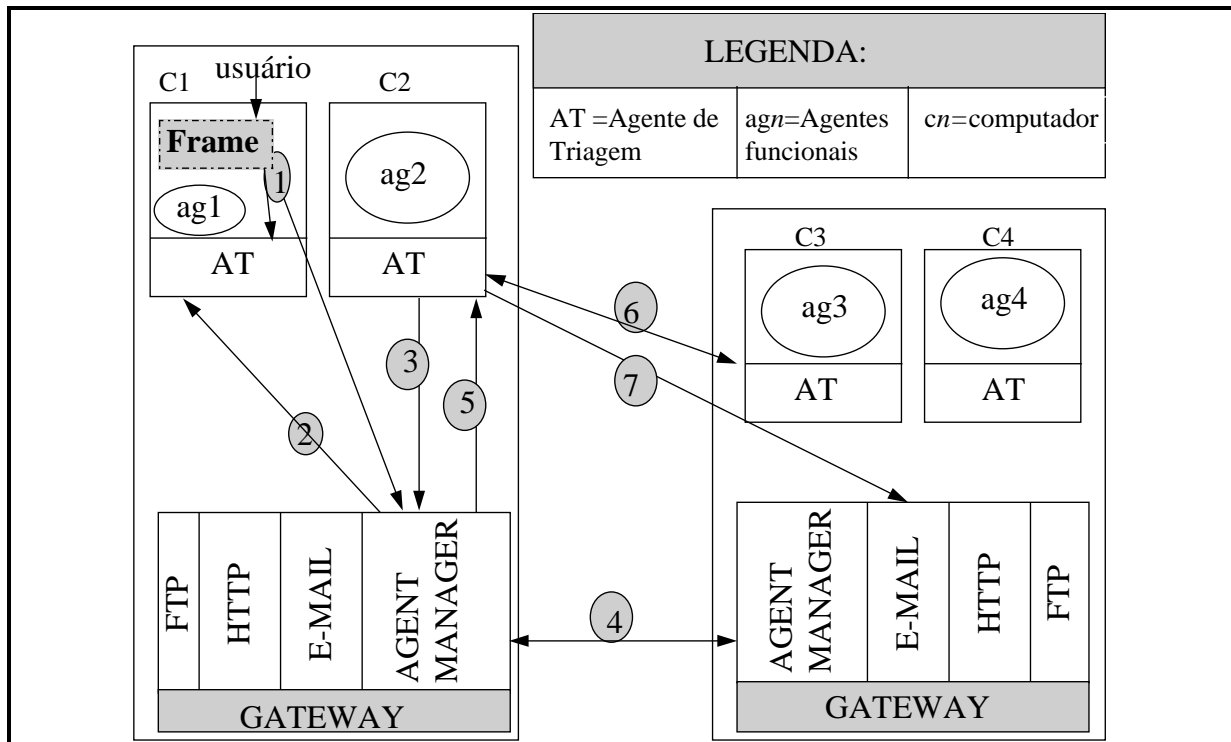 LEGENDA:
AT =Agente de
Triagem
agn=Agentes
funcionais
cn=computador
usuário
C1
C2
Frame
1
ag1
ag2
AT
AT
C3
C4
ag3
ag4
AT
AT
6
3
7
5
2
FTP
HTTP
E-MAIL
AGENT
MANAGER
GATEWAY
4
AGENT
MANAGER
E-MAIL
HTTP
FTP
GATEWAY